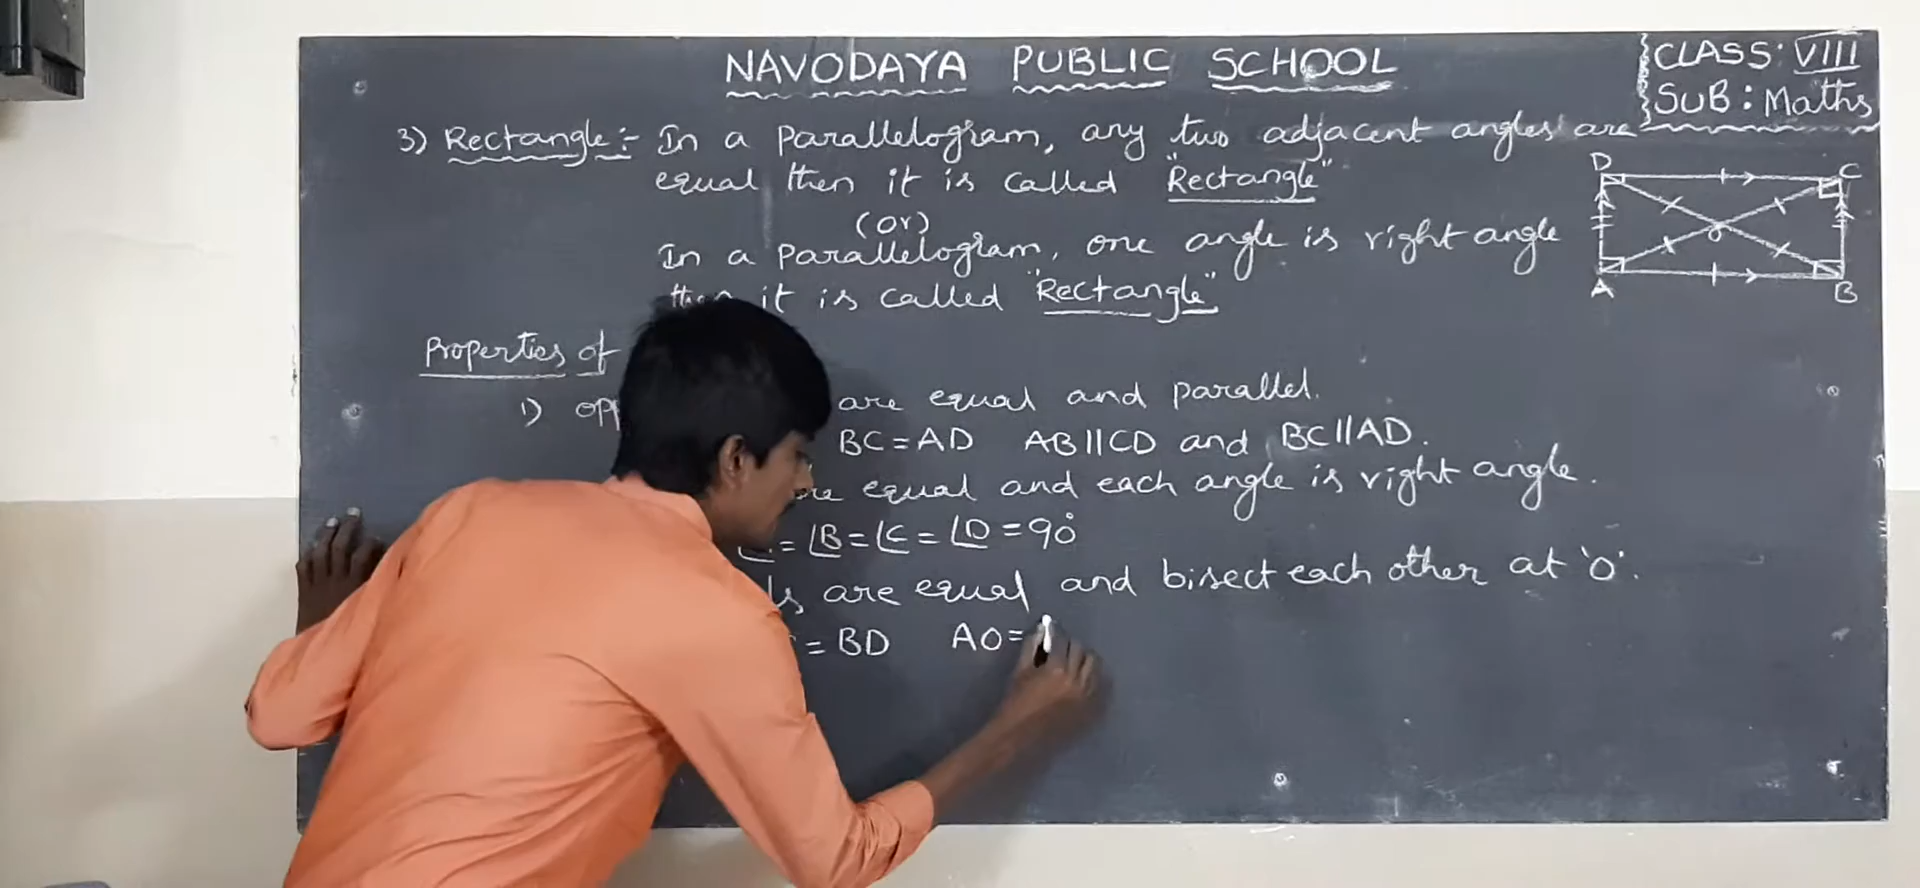 NAVODAYA PUBLIC SCHOOL
CLASS: VIII
SUB: Maths
3) Rectangle:- In a parallelogram, any two adjacent angles are
equal then it is called "Rectangle"
(or)
In a parallelogram, one angle is right angle
then it is called "Rectangle"
D C
O
A B
Properties of
1) are equal and parallel.
BC = AD AB||CD and BC||AD.
are equal and each angle is right angle.
= ∠B = ∠C = ∠D = 90°
are equal and bisect each other at 'O'.
= BD AO =